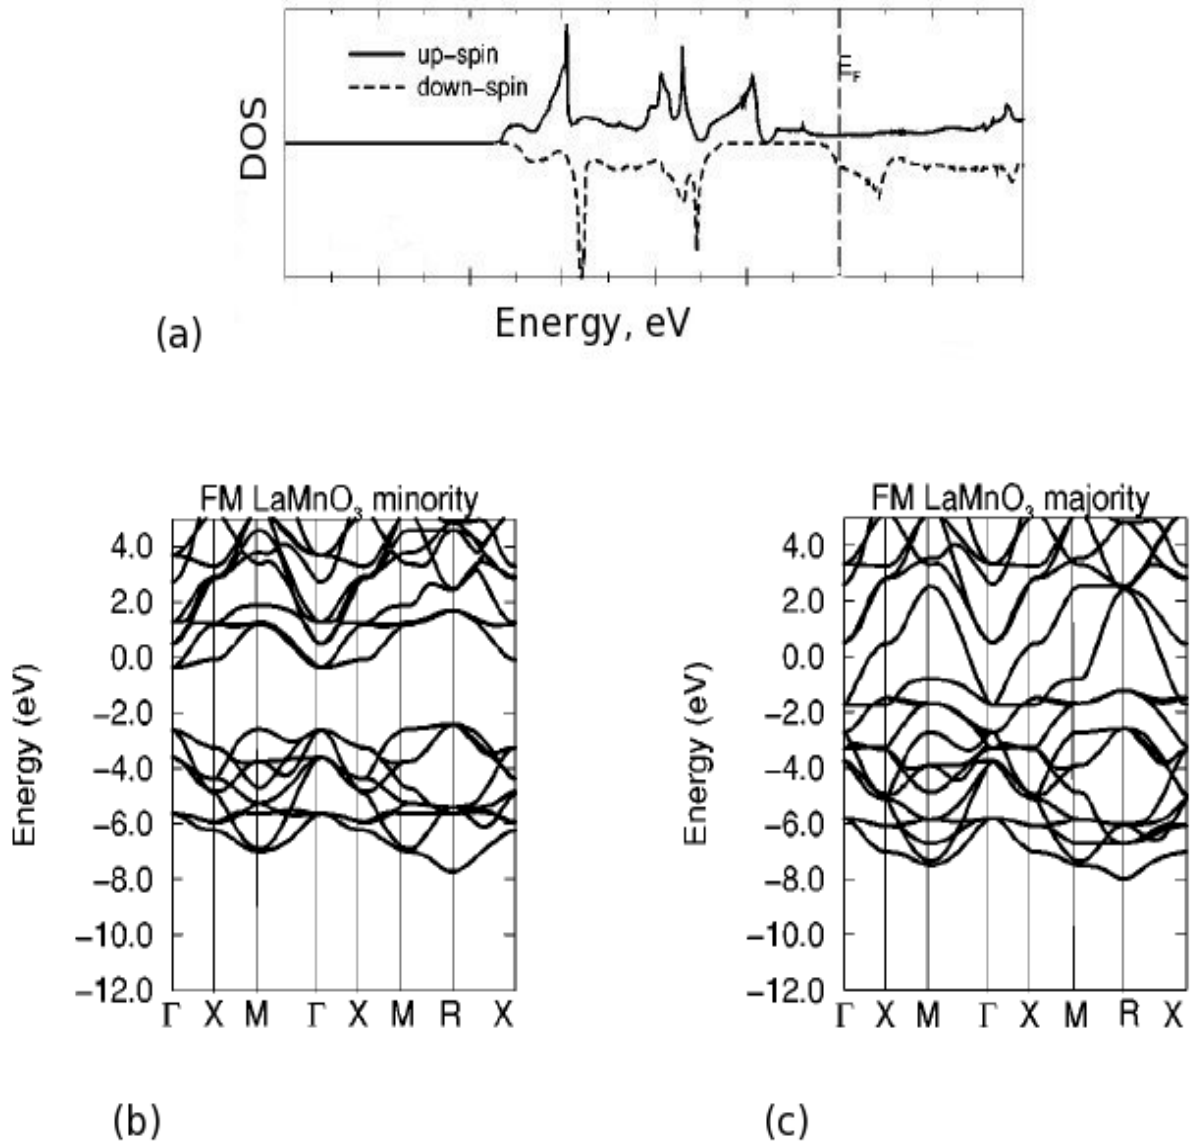 up-spin
down-spin
E_F
DOS
Energy, eV
(a)
FM LaMnO₃ minority
FM LaMnO₃ majority
4.0
2.0
0.0
−2.0
−4.0
−6.0
−8.0
−10.0
−12.0
Energy (eV)
Γ X M Γ X M R X
4.0
2.0
0.0
−2.0
−4.0
−6.0
−8.0
−10.0
−12.0
Energy (eV)
Γ X M Γ X M R X
(b)
(c)